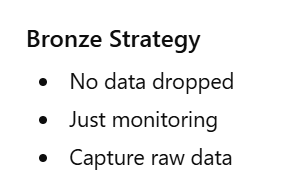 Bronze Strategy
• No data dropped
• Just monitoring
• Capture raw data